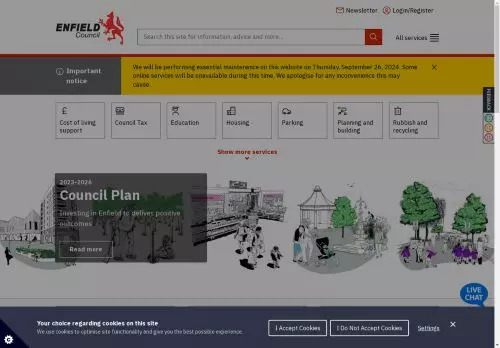 Newsletter
Login/Register
ENFIELD
Council
Search this site for information, advice and more...
All services
Important
notice
We will be performing essential maintenance on this website on Thursday, September 26, 2024. Some
online services will be unavailable during this time. We apologise for any inconvenience this may
cause.
FEEDBACK
Cost of living
support
Council Tax
Education
Housing
Parking
Planning and
building
Rubbish and
recycling
Show more services
2023-2026
Council Plan
Investing in Enfield to deliver positive
outcomes
Read more
LIVE
CHAT
Your choice regarding cookies on this site
We use cookies to optimise site functionality and give you the best possible experience.
I Accept Cookies
I Do Not Accept Cookies
Settings